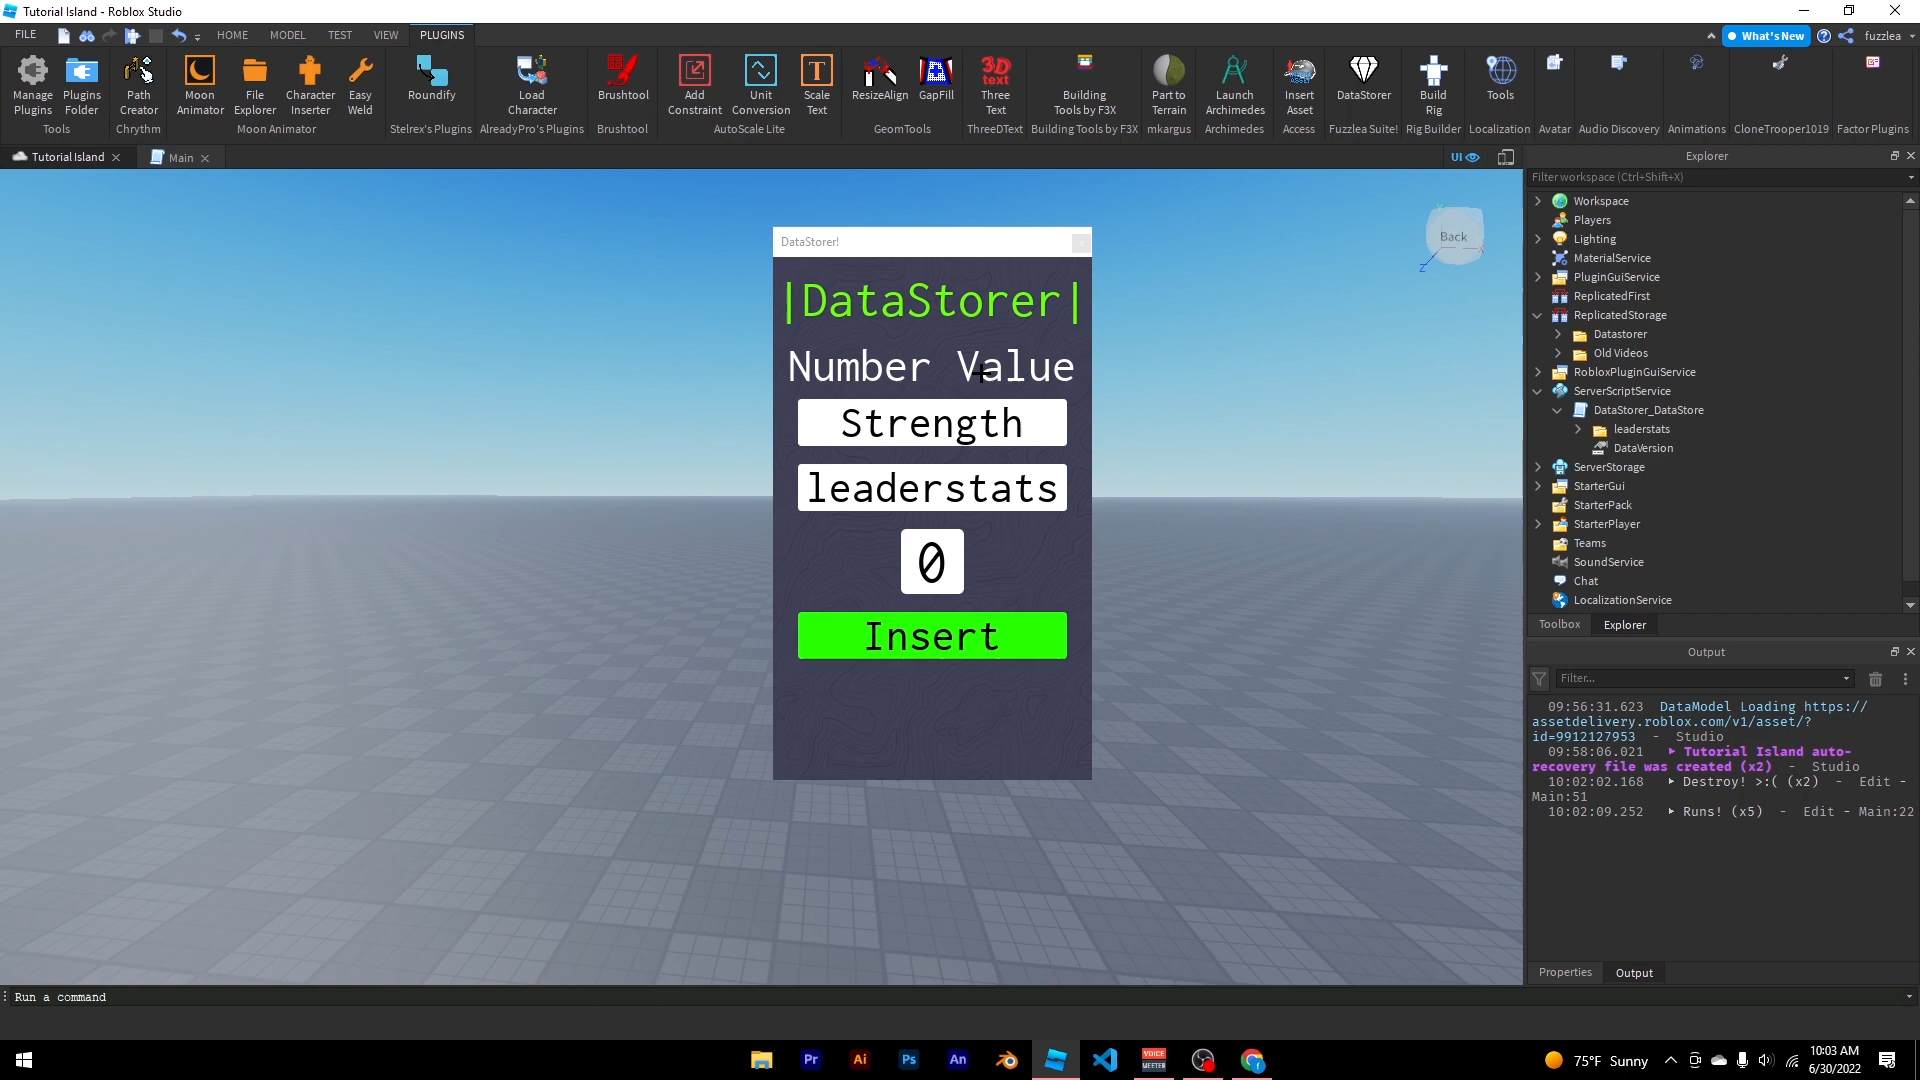 Tutorial Island - Roblox Studio
FILE
HOME
MODEL
TEST
VIEW
PLUGINS
What's New
fuzzlea
Manage Plugins
Plugins Folder
Tools
Path Creator
Chrythm
Moon Animator
File Explorer
Character Inserter
Easy Weld
Moon Animator
Roundify
Stelrex's Plugins
Load Character
AlreadyPro's Plugins
Brushtool
Brushtool
Add Constraint
Unit Conversion
Scale Text
AutoScale Lite
ResizeAlign
GapFill
GeomTools
3D text
Three Text
ThreeDText
Building Tools by F3X
Building Tools by F3X
Part to Terrain
mkargus
Launch Archimedes
Archimedes
Insert Asset
Access
DataStorer
Fuzzlea Suite!
Build Rig
Rig Builder
Tools
Localization
Avatar
Audio Discovery
Animations
CloneTrooper1019
Factor Plugins
Tutorial Island
Main
UI
Back
DataStorer!
|DataStorer|
Number Value
Strength
leaderstats
0
Insert
Explorer
Filter workspace (Ctrl+Shift+X)
Workspace
Players
Lighting
MaterialService
PluginGuiService
ReplicatedFirst
ReplicatedStorage
Datastorer
Old Videos
RobloxPluginGuiService
ServerScriptService
DataStorer_DataStore
leaderstats
DataVersion
ServerStorage
StarterGui
StarterPack
StarterPlayer
Teams
SoundService
Chat
LocalizationService
Toolbox
Explorer
Output
Filter...
09:56:31.623 DataModel Loading https://
assetdelivery.roblox.com/v1/asset/?
id=9912127953 - Studio
09:58:06.021 Tutorial Island auto-
recovery file was created (x2) - Studio
10:02:02.168 Destroy! >:( (x2) - Edit -
Main:51
10:02:09.252 Runs! (x5) - Edit - Main:22
Properties
Output
Run a command
Pr
Ai
Ps
An
VOICE
MEETER
75°F Sunny
10:03 AM
6/30/2022